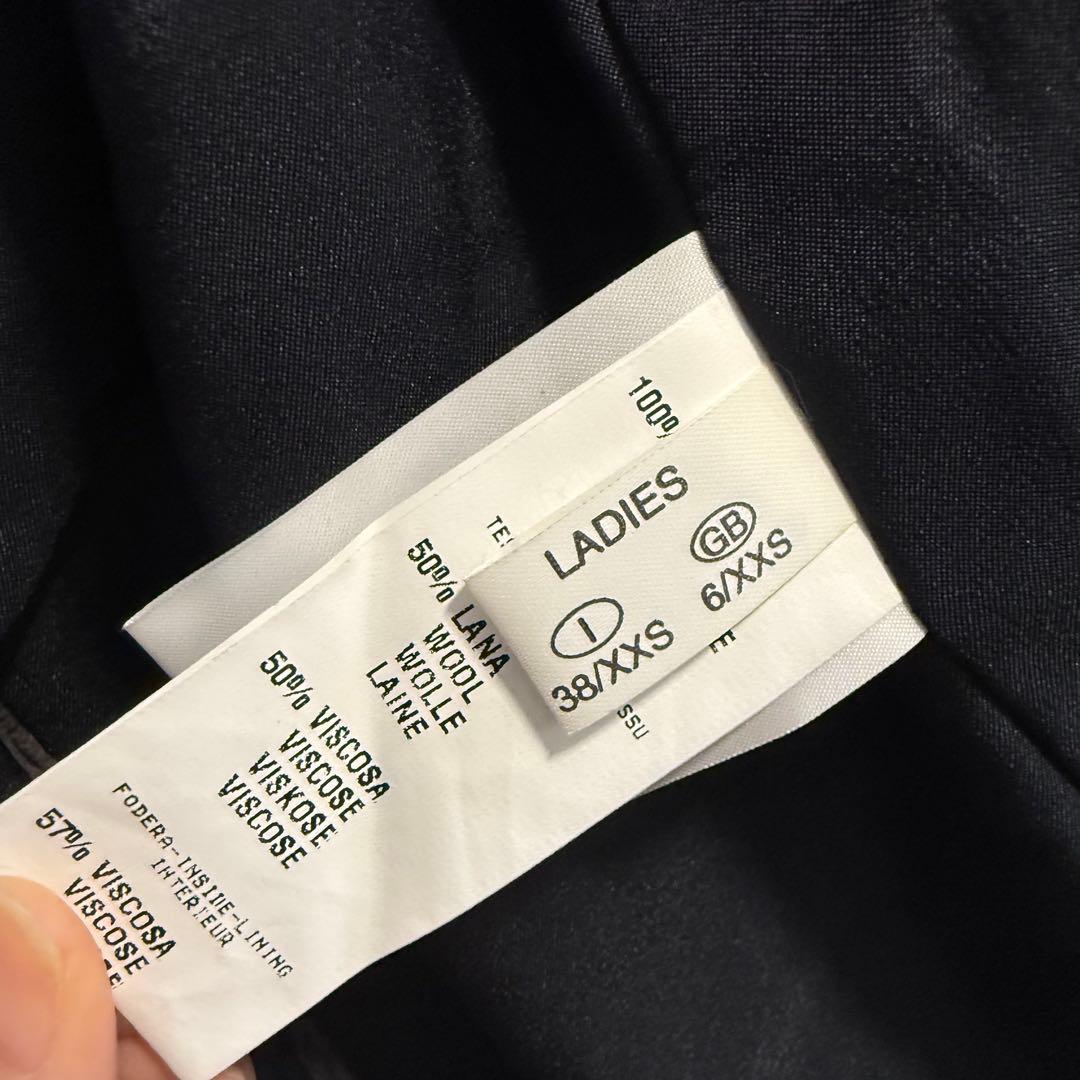 100%
LADIES
I
38/XXS
GB
6/XXS
50% LANA
WOOL
WOLLE
LAINE
50% VISCOSA
VISCOSE
VISKOSE
VISCOSE
FODERA-INSIDE-LINING
INTERIEUR
57% VISCOSA
VISCOSE